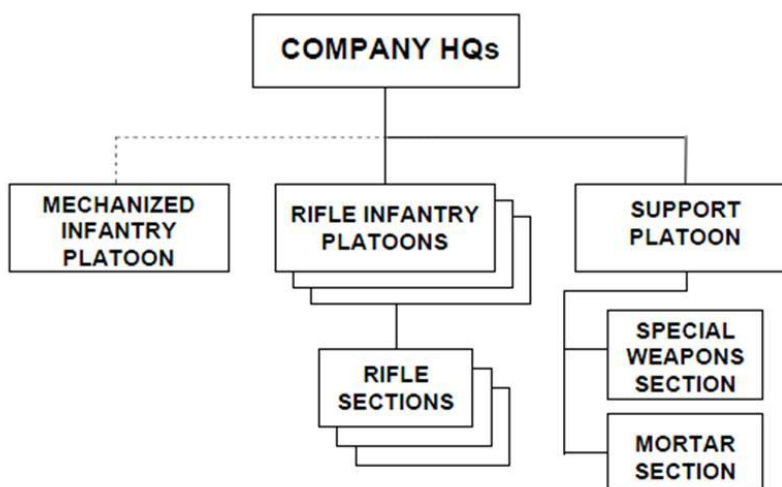 COMPANY HQs
MECHANIZED
INFANTRY
PLATOON
RIFLE INFANTRY
PLATOONS
SUPPORT
PLATOON
RIFLE
SECTIONS
SPECIAL
WEAPONS
SECTION
MORTAR
SECTION